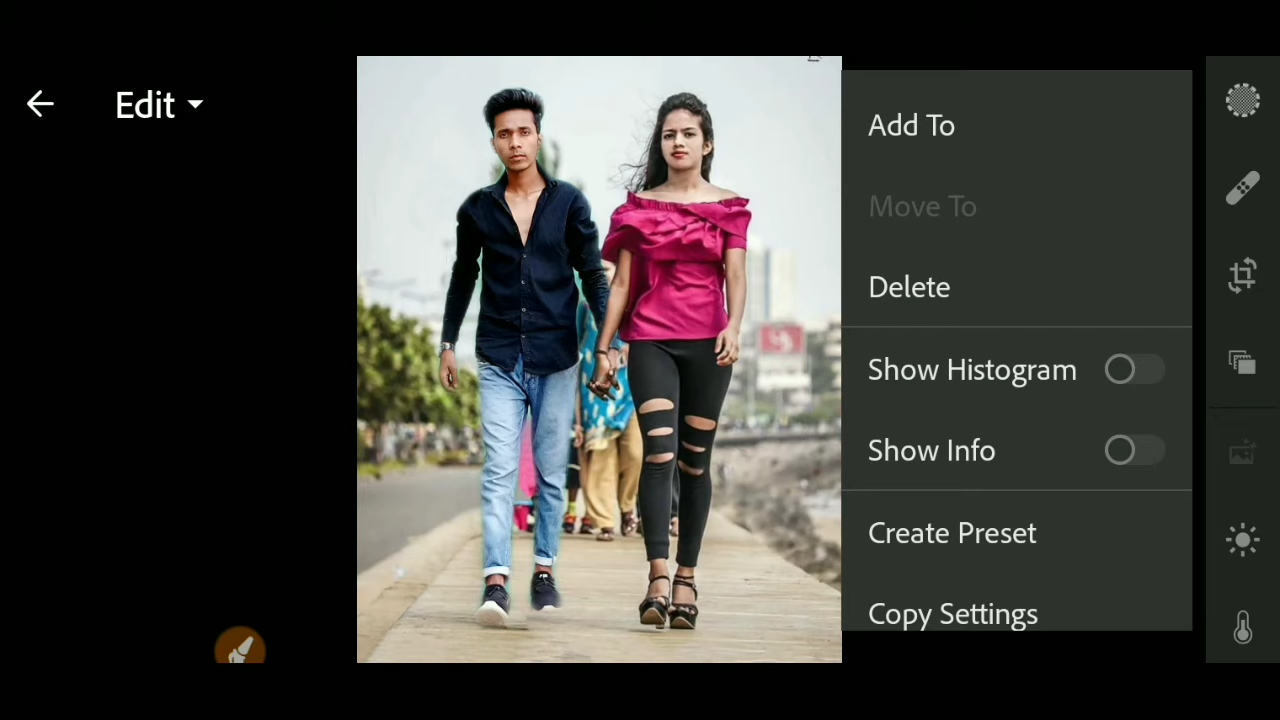 Edit
Add To
Move To
Delete
Show Histogram
Show Info
Create Preset
Copy Settings